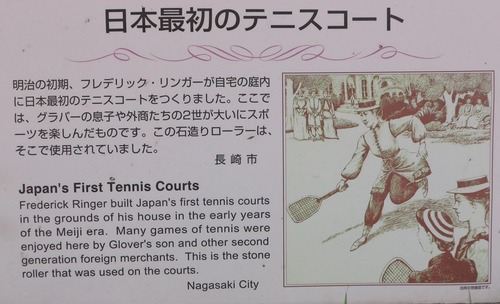 日本最初のテニスコート
明治の初期、フレデリック・リンガーが自宅の庭内
に日本最初のテニスコートをつくりました。ここで
は、グラバーの息子や外商たちの2世が大いにスポ
ーツを楽しんだものです。この石造りローラーは、
そこで使用されていました。
長崎市
Japan's First Tennis Courts
Frederick Ringer built Japan's first tennis courts
in the grounds of his house in the early years
of the Meiji era. Many games of tennis were
enjoyed here by Glover's son and other second
generation foreign merchants. This is the stone
roller that was used on the courts.
Nagasaki City